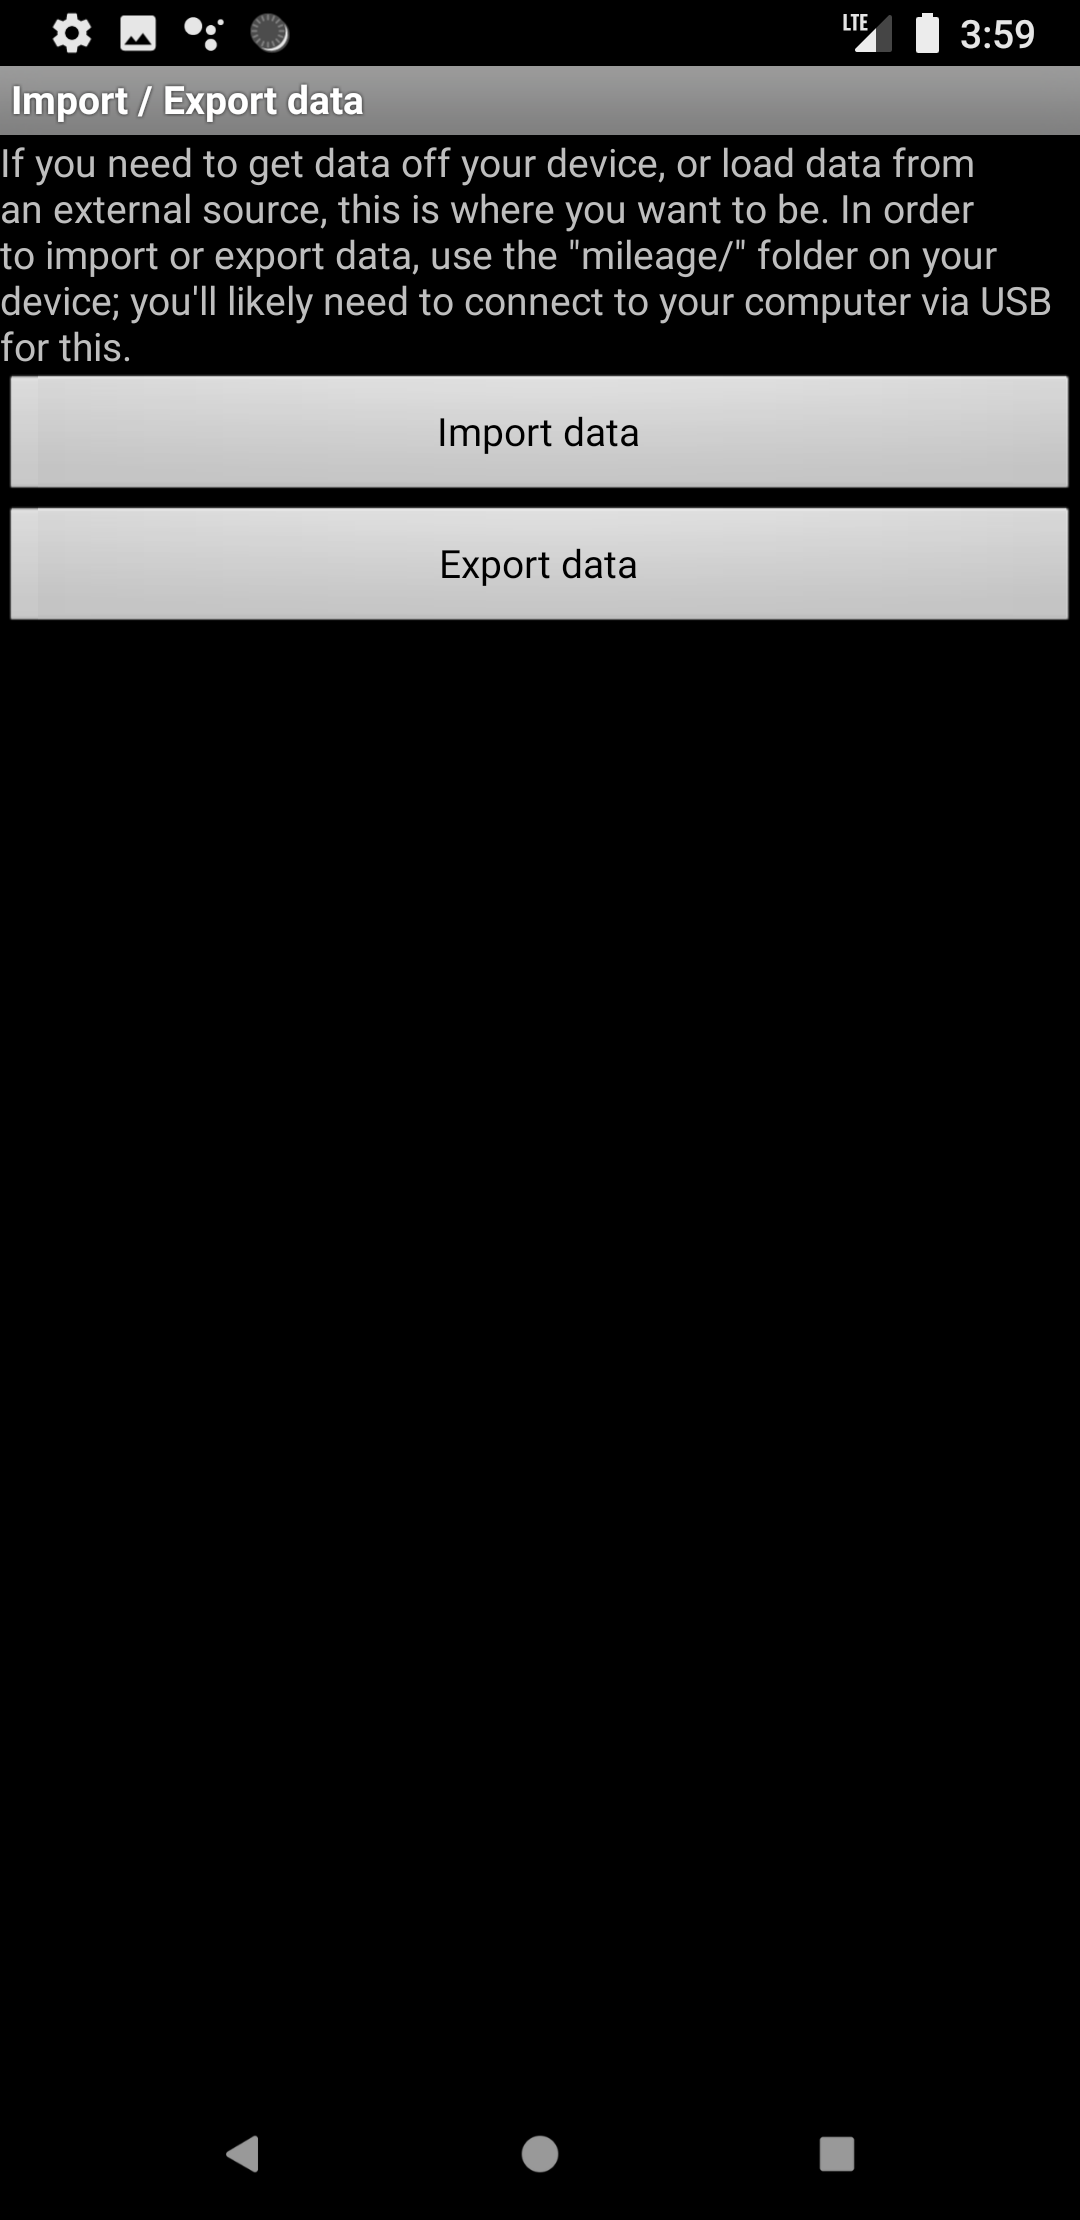 LTE 3:59
Import / Export data
If you need to get data off your device, or load data from
an external source, this is where you want to be. In order
to import or export data, use the "mileage/" folder on your
device; you'll likely need to connect to your computer via USB
for this.
Import data
Export data